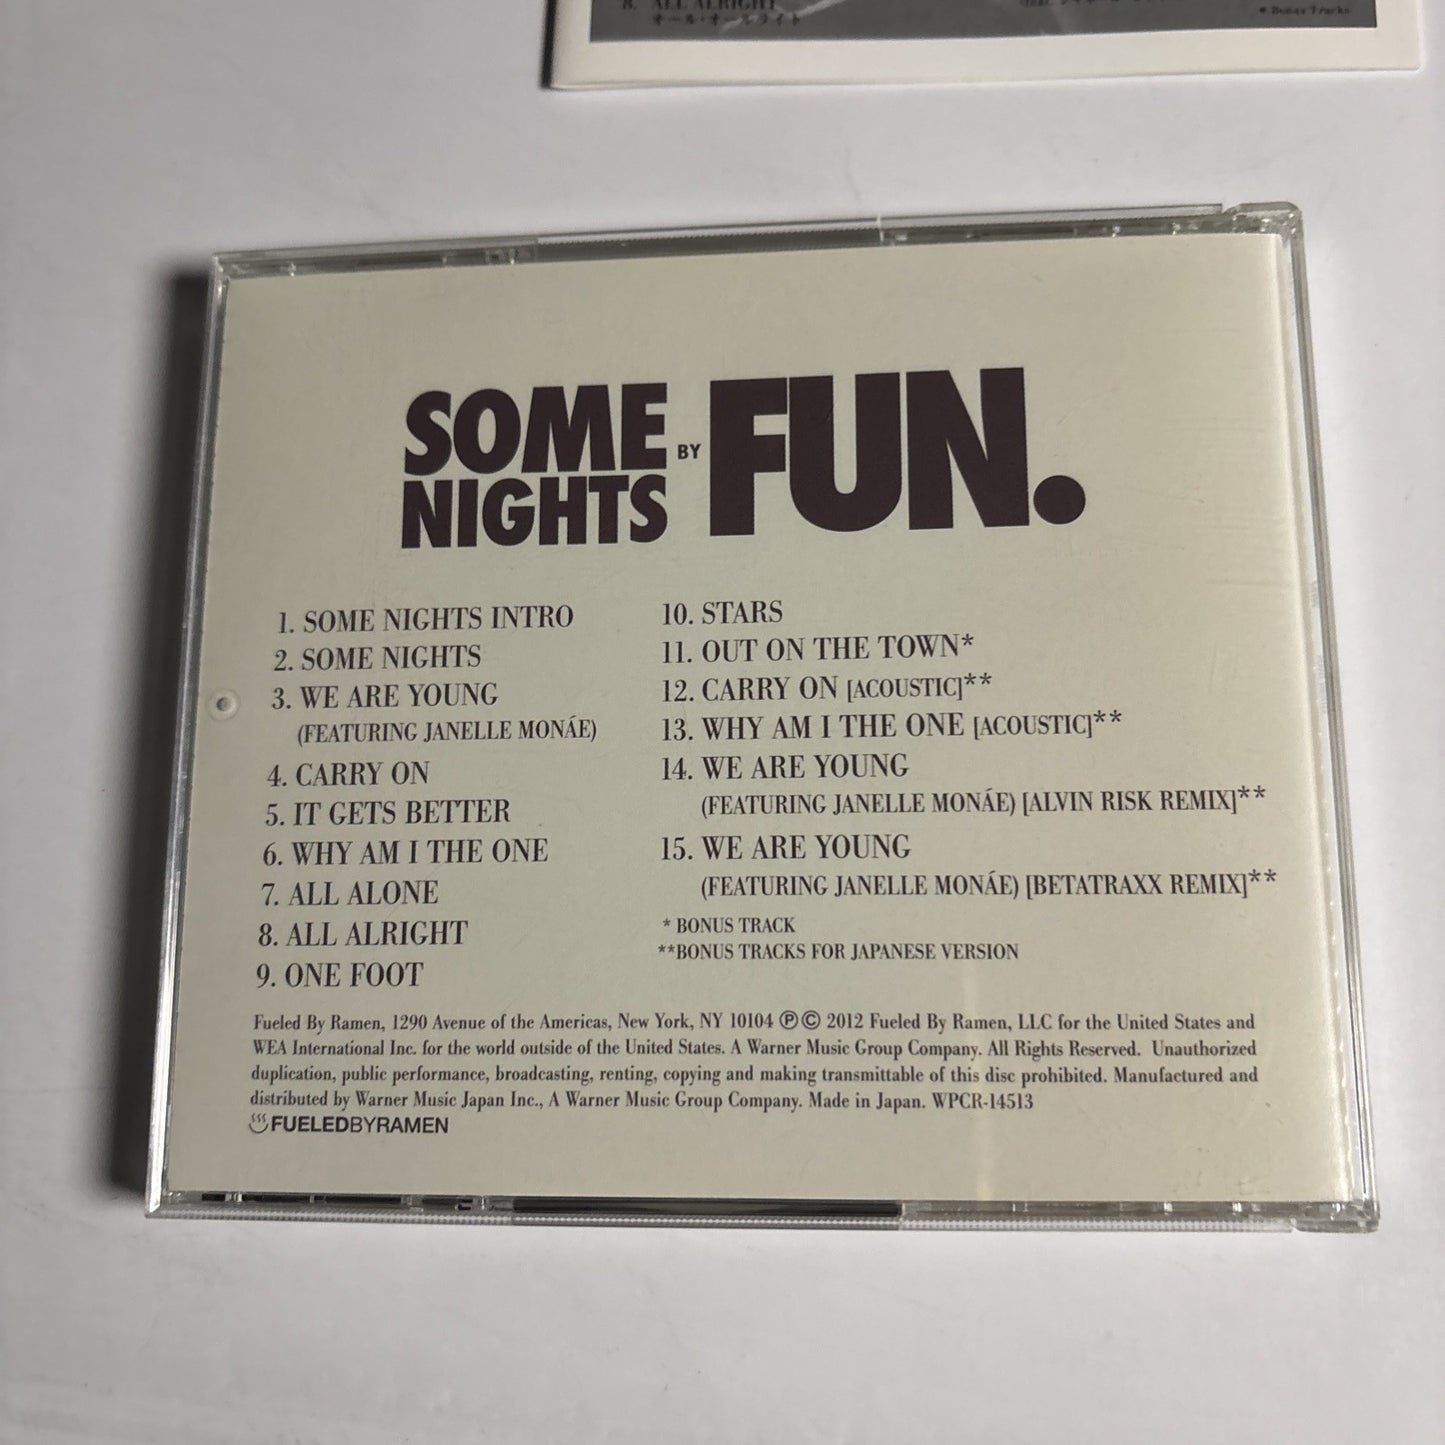 8. ALL ALRIGHT
オール・オールライト
* Bonus Tracks
SOME
NIGHTS
BY
FUN.
1. SOME NIGHTS INTRO
2. SOME NIGHTS
3. WE ARE YOUNG
(FEATURING JANELLE MONÁE)
4. CARRY ON
5. IT GETS BETTER
6. WHY AM I THE ONE
7. ALL ALONE
8. ALL ALRIGHT
9. ONE FOOT
10. STARS
11. OUT ON THE TOWN*
12. CARRY ON [ACOUSTIC]**
13. WHY AM I THE ONE [ACOUSTIC]**
14. WE ARE YOUNG
(FEATURING JANELLE MONÁE) [ALVIN RISK REMIX]**
15. WE ARE YOUNG
(FEATURING JANELLE MONÁE) [BETATRAXX REMIX]**
* BONUS TRACK
**BONUS TRACKS FOR JAPANESE VERSION
Fueled By Ramen, 1290 Avenue of the Americas, New York, NY 10104 ℗© 2012 Fueled By Ramen, LLC for the United States and
WEA International Inc. for the world outside of the United States. A Warner Music Group Company. All Rights Reserved. Unauthorized
duplication, public performance, broadcasting, renting, copying and making transmittable of this disc prohibited. Manufactured and
distributed by Warner Music Japan Inc., A Warner Music Group Company. Made in Japan. WPCR-14513
FUELEDBYRAMEN